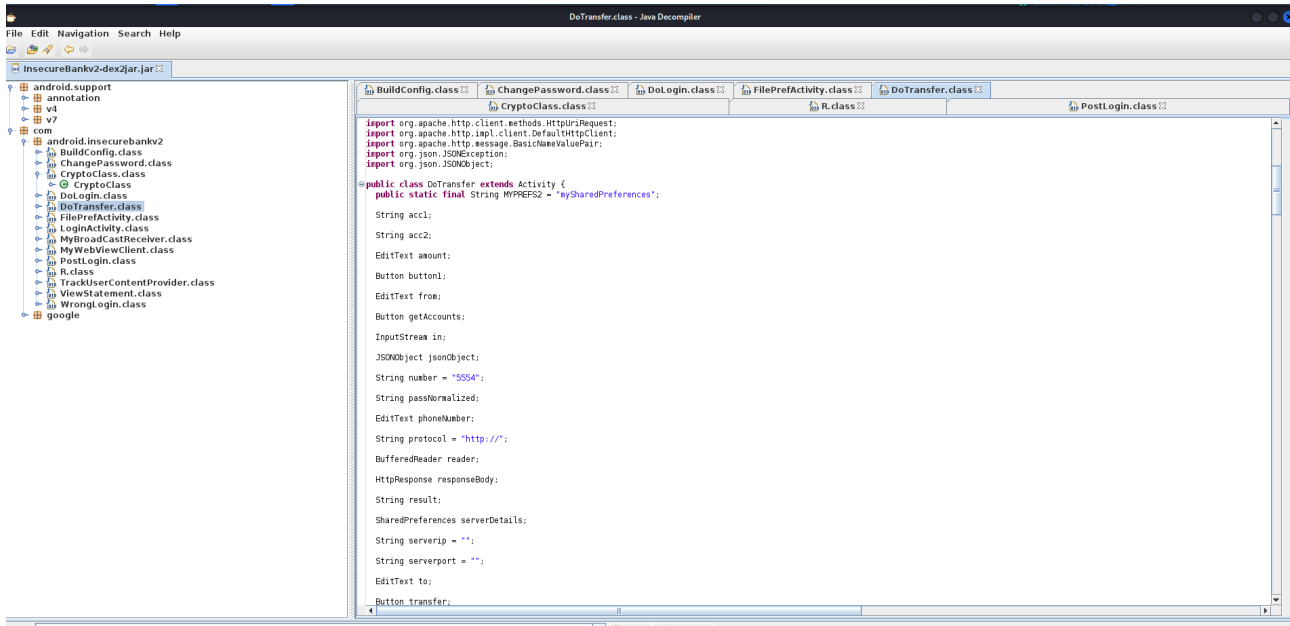 DoTransfer.class - Java Decompiler
File Edit Navigation Search Help
InsecureBankv2-dex2jar.jar
android.support
annotation
v4
v7
com
android.insecurebankv2
BuildConfig.class
ChangePassword.class
CryptoClass.class
CryptoClass
DoLogin.class
DoTransfer.class
FilePrefActivity.class
LoginActivity.class
MyBroadCastReceiver.class
MyWebViewClient.class
PostLogin.class
R.class
TrackUserContentProvider.class
ViewStatement.class
WrongLogin.class
google
BuildConfig.class ChangePassword.class DoLogin.class FilePrefActivity.class DoTransfer.class
CryptoClass.class R.class PostLogin.class
import org.apache.http.client.methods.HttpUriRequest;
import org.apache.http.impl.client.DefaultHttpClient;
import org.apache.http.message.BasicNameValuePair;
import org.json.JSONException;
import org.json.JSONObject;
public class DoTransfer extends Activity {
public static final String MYPREFS2 = "mySharedPreferences";
String acc1;
String acc2;
EditText amount;
Button button1;
EditText from;
Button getAccounts;
InputStream in;
JSONObject jsonObject;
String number = "5554";
String passNormalized;
EditText phoneNumber;
String protocol = "http://";
BufferedReader reader;
HttpResponse responseBody;
String result;
SharedPreferences serverDetails;
String serverip = "";
String serverport = "";
EditText to;
Button transfer;